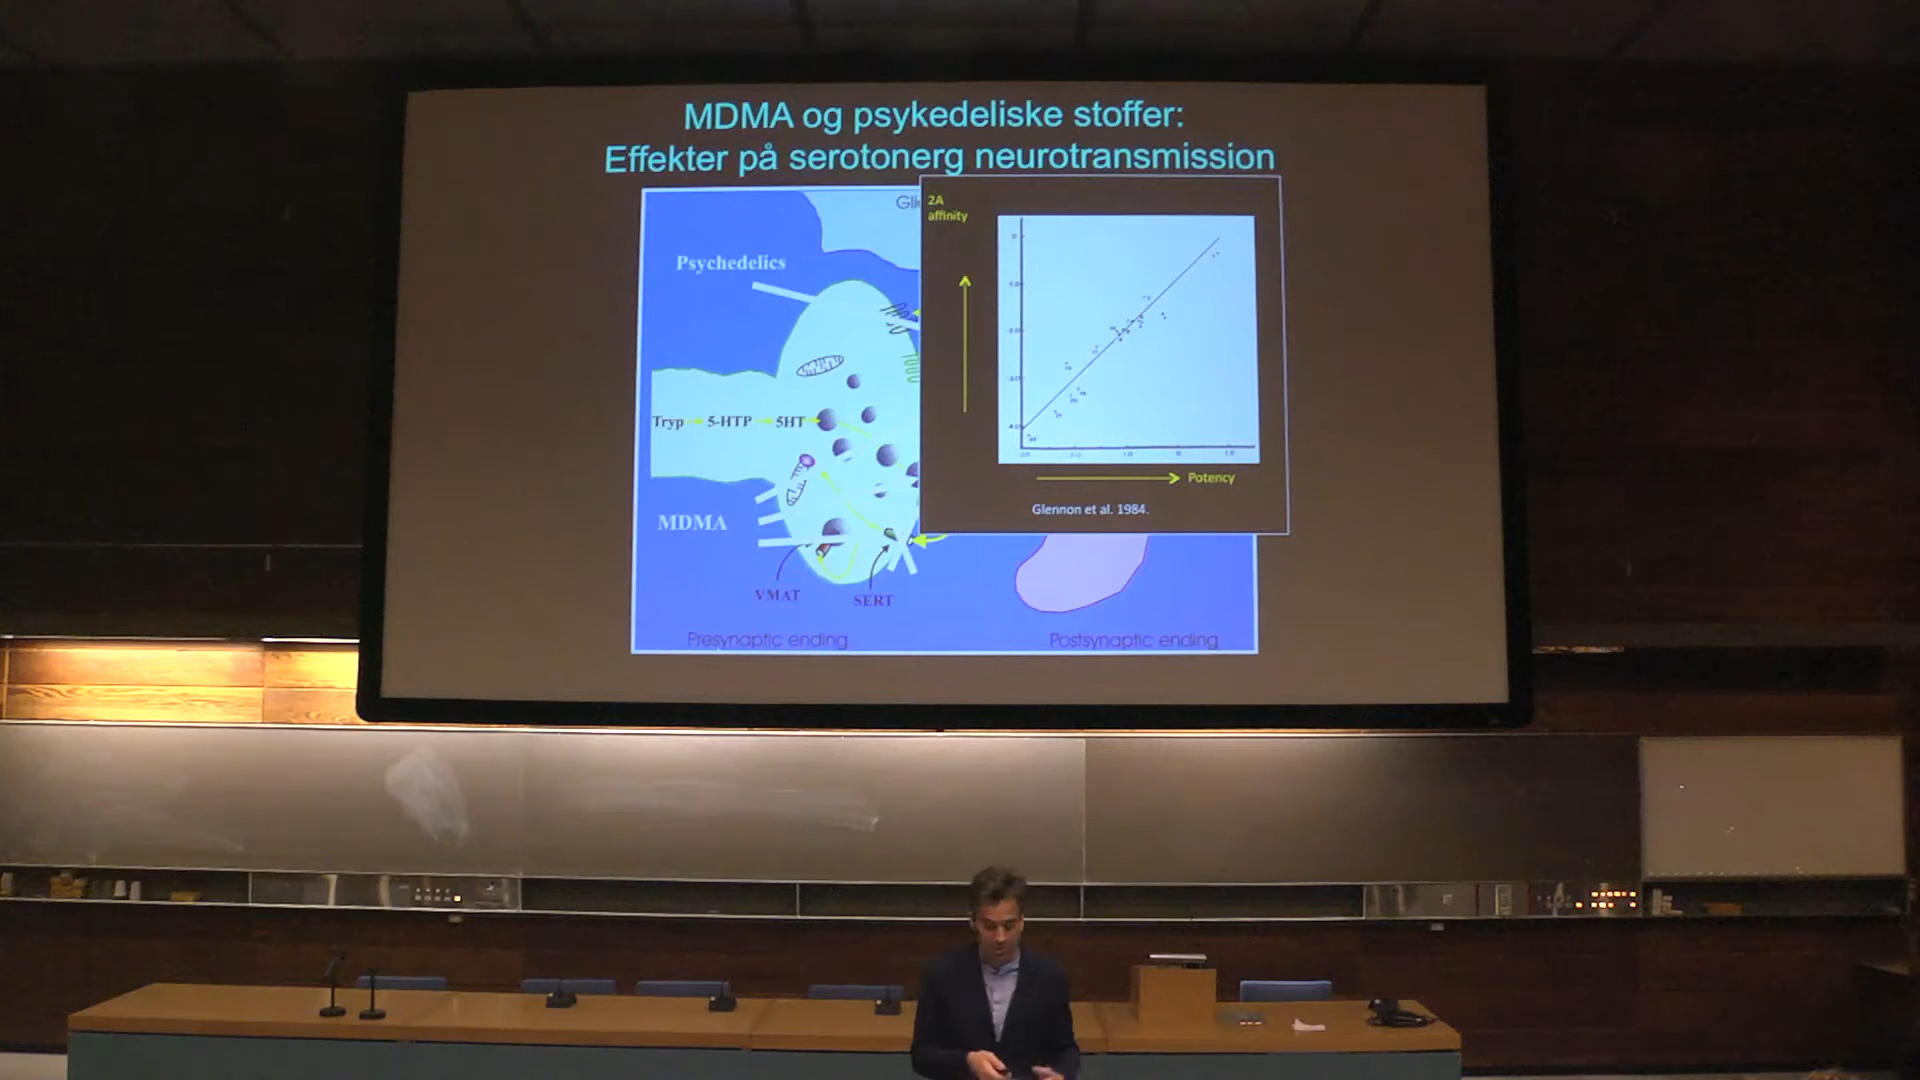 MDMA og psykedeliske stoffer:
Effekter på serotonerg neurotransmission
2A
affinity
Psychedelics
Tryp 5-HTP 5HT
Potency
MDMA
Glennon et al. 1984.
VMAT
SERT
Presynaptic ending
Postsynaptic ending